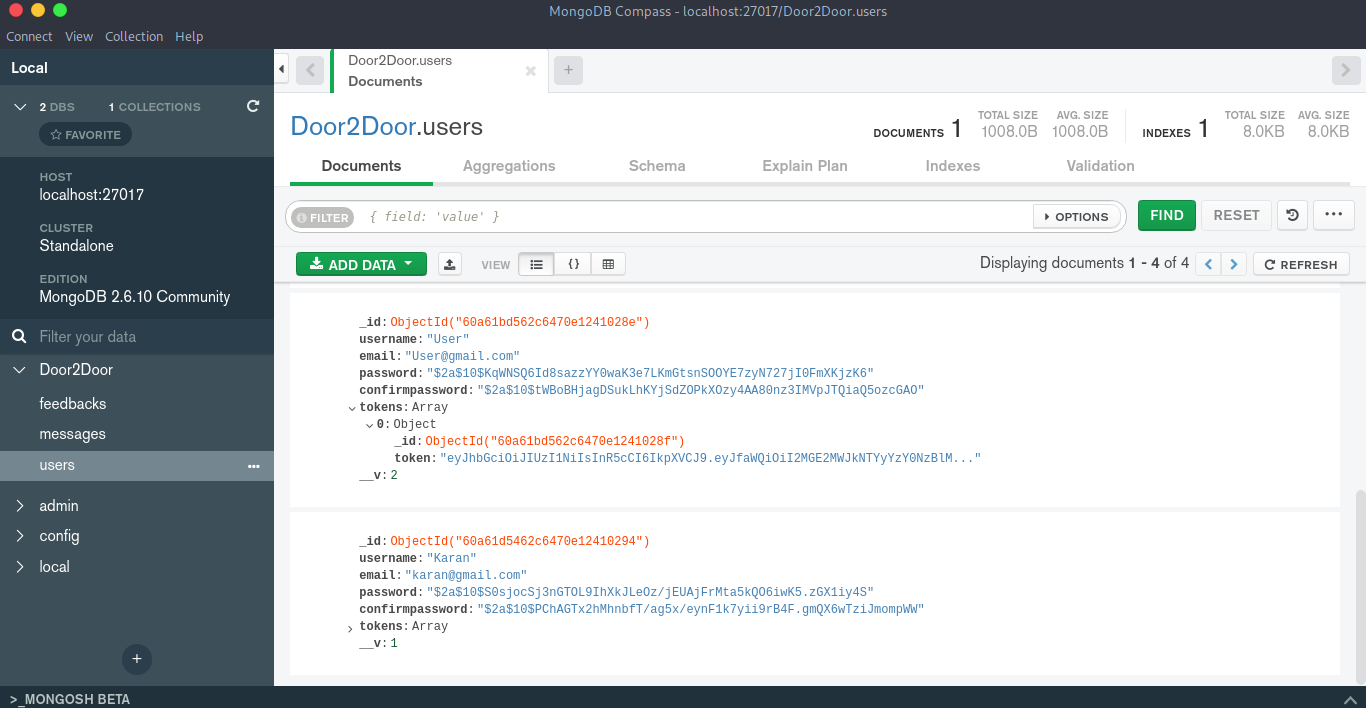 MongoDB Compass - localhost:27017/Door2Door.users
Connect View Collection Help
Local
2 DBS 1 COLLECTIONS
FAVORITE
HOST
localhost:27017
CLUSTER
Standalone
EDITION
MongoDB 2.6.10 Community
Filter your data
Door2Door
feedbacks
messages
users
admin
config
local
+
>_MONGOSH BETA
Door2Door.users
Documents
+
Door2Door.users
DOCUMENTS 1 TOTAL SIZE 1008.0B AVG. SIZE 1008.0B INDEXES 1 TOTAL SIZE 8.0KB AVG. SIZE 8.0KB
Documents Aggregations Schema Explain Plan Indexes Validation
FILTER { field: 'value' } OPTIONS FIND RESET
ADD DATA VIEW {} Displaying documents 1 - 4 of 4 REFRESH
_id: ObjectId("60a61bd562c6470e1241028e")
username: "User"
email: "User@gmail.com"
password: "$2a$10$KqWNSQ6Id8sazzYY0waK3e7LKmGtsnSOOYE7zyN727jI0FmXKjzK6"
confirmpassword: "$2a$10$tWBoBHjagDSukLhKYjSdZOPkXOzy4AA80nz3IMVpJTQiaQ5ozcGAO"
tokens: Array
0: Object
_id: ObjectId("60a61bd562c6470e1241028f")
token: "eyJhbGciOiJIUzI1NiIsInR5cCI6IkpXVCJ9.eyJfaWQiOiI2MGE2MWJkNTYyYzY0NzBlM..."
__v: 2
_id: ObjectId("60a61d5462c6470e12410294")
username: "Karan"
email: "karan@gmail.com"
password: "$2a$10$S0sjocSj3nGTOL9IhXkJLeOz/jEUAjFrMta5kQO6iwK5.zGX1iy4S"
confirmpassword: "$2a$10$PChAGTx2hMhnbfT/ag5x/eynF1k7yii9rB4F.gmQX6wTziJmompWW"
tokens: Array
__v: 1